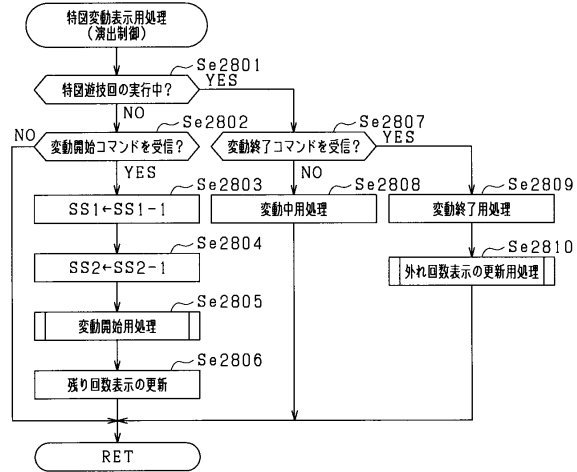 特図変動表示用処理
(演出制御)
Se2801
特図遊技回の実行中?
YES
NO
Se2802
NO
変動開始コマンドを受信?
YES
Se2807
変動終了コマンドを受信?
YES
NO
Se2803
SS1←SS1-1
Se2808
変動中用処理
Se2809
変動終了用処理
Se2804
SS2←SS2-1
Se2810
外れ回数表示の更新用処理
Se2805
変動開始用処理
Se2806
残り回数表示の更新
RET